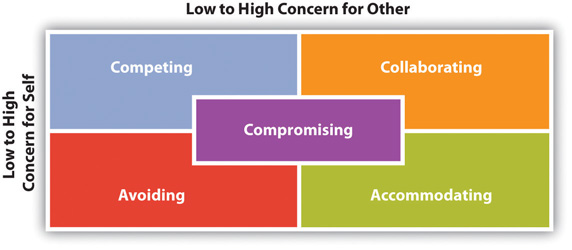 Low to High Concern for Other
Low to High
Concern for Self
Competing
Collaborating
Compromising
Avoiding
Accommodating